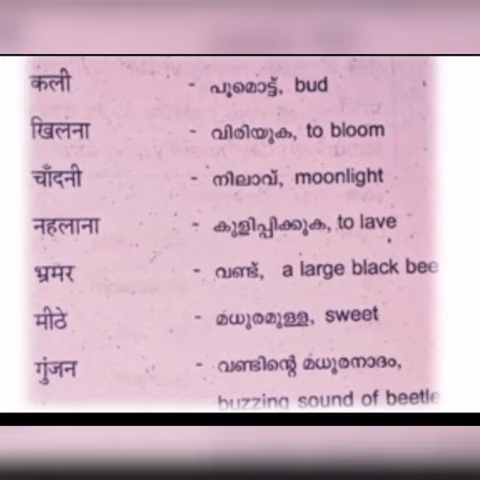 कली - പൂമൊട്ട്, bud
खिलना - വിരിയുക, to bloom
चाँदनी - നിലാവ്, moonlight
नहलाना - കുളിപ്പിക്കുക, to lave
भ्रमर - വണ്ട്, a large black bee
मीठे - മധുരമുള്ള, sweet
गुंजन - വണ്ടിന്റെ മധുരനാദം,
buzzing sound of beetle